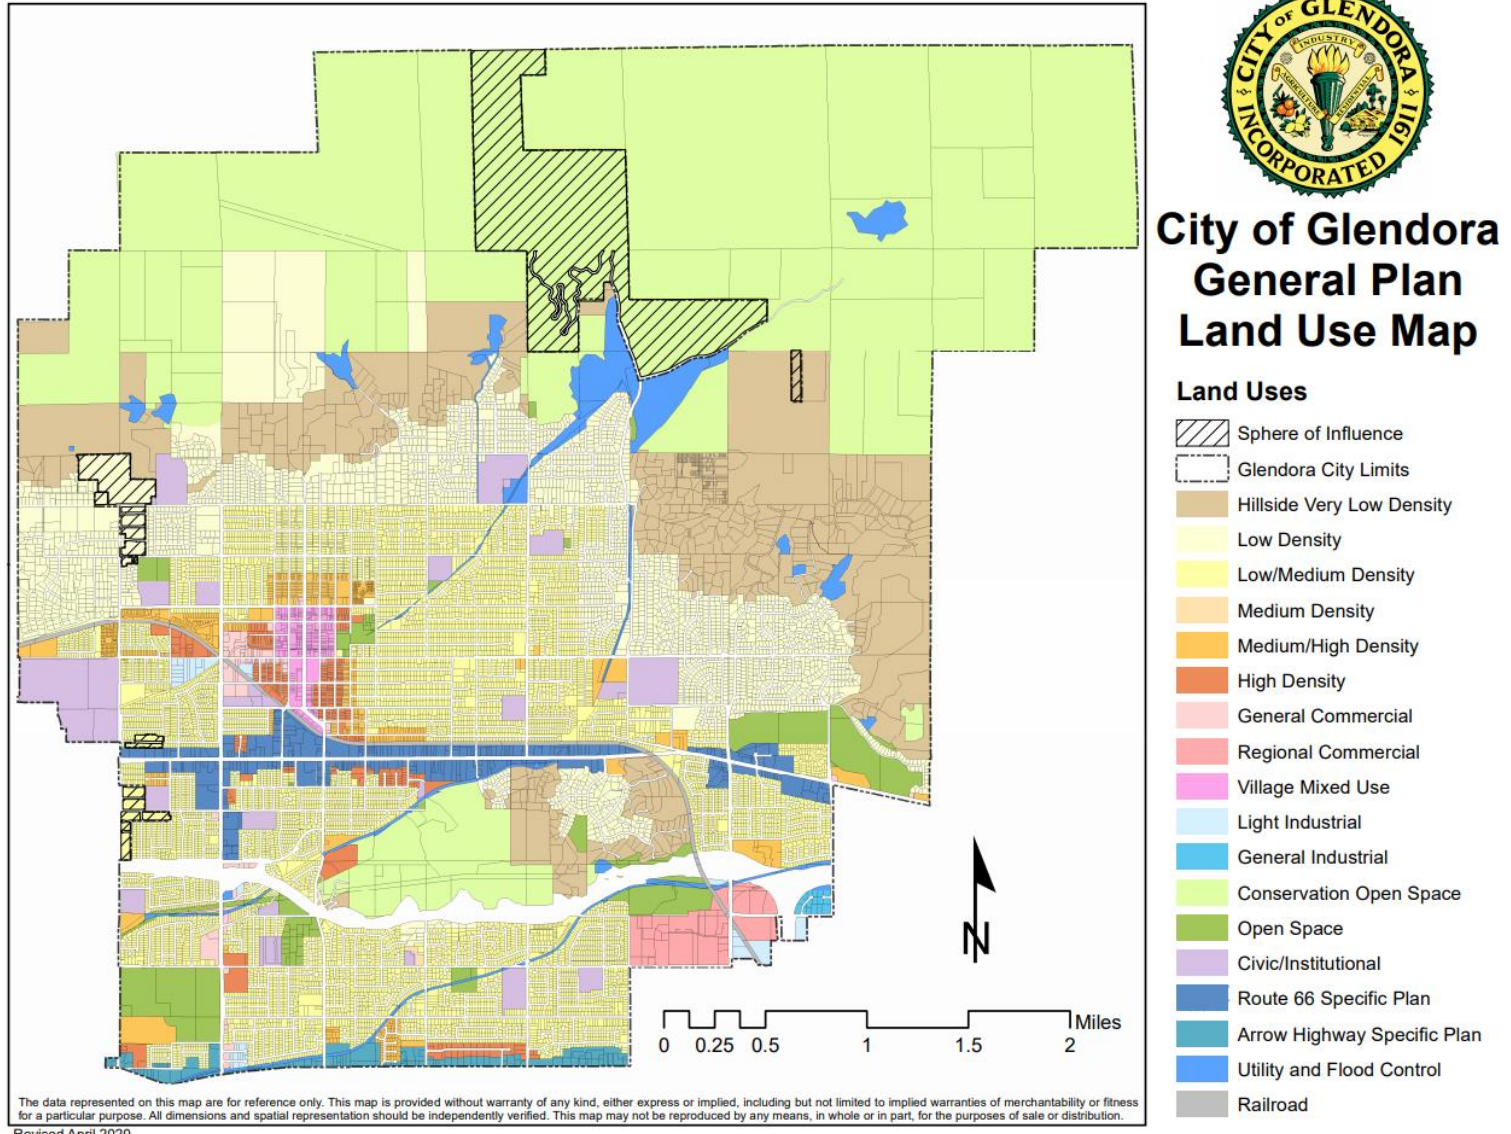 CITY OF GLENDORA
INDUSTRY
AGRICULTURE
RESIDENTIAL
INCORPORATED 1911
City of Glendora
General Plan
Land Use Map
Land Uses
Sphere of Influence
Glendora City Limits
Hillside Very Low Density
Low Density
Low/Medium Density
Medium Density
Medium/High Density
High Density
General Commercial
Regional Commercial
Village Mixed Use
Light Industrial
General Industrial
Conservation Open Space
Open Space
Civic/Institutional
Route 66 Specific Plan
Arrow Highway Specific Plan
Utility and Flood Control
Railroad
N
Miles
0 0.25 0.5 1 1.5 2
The data represented on this map are for reference only. This map is provided without warranty of any kind, either express or implied, including but not limited to implied warranties of merchantability or fitness
for a particular purpose. All dimensions and spatial representation should be independently verified. This map may not be reproduced by any means, in whole or in part, for the purposes of sale or distribution.
Revised April 2020